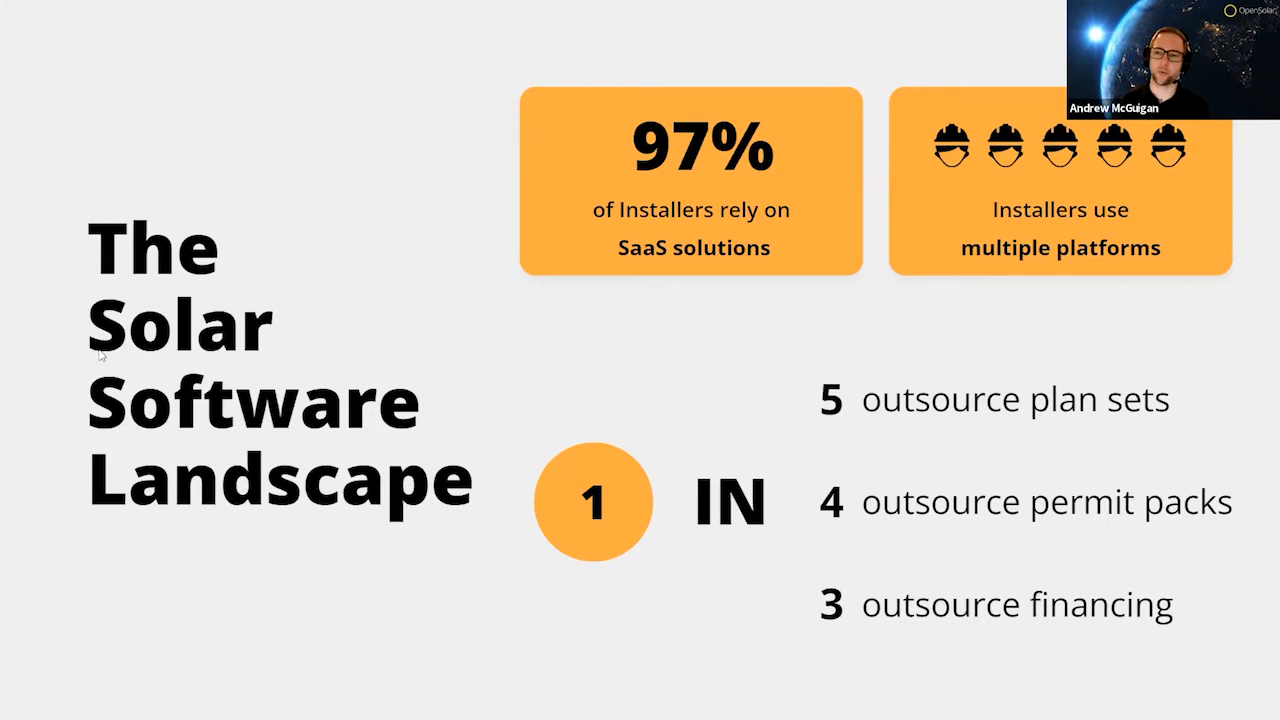 OpenSolar
Andrew McGuigan
The
Solar
Software
Landscape
97%
of Installers rely on
SaaS solutions
Installers use
multiple platforms
1 IN
5 outsource plan sets
4 outsource permit packs
3 outsource financing